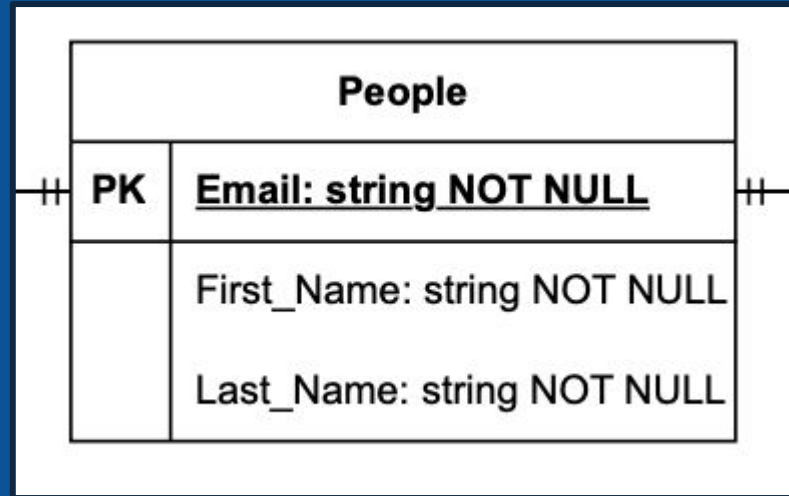 People
PK Email: string NOT NULL
First_Name: string NOT NULL
Last_Name: string NOT NULL